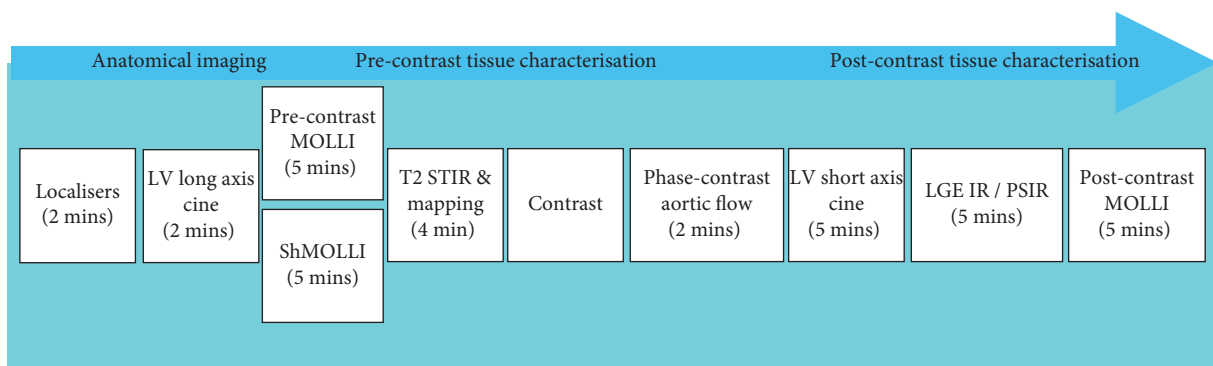 Anatomical imaging
Pre-contrast tissue characterisation
Post-contrast tissue characterisation
Localisers
(2 mins)
LV long axis
cine
(2 mins)
Pre-contrast
MOLLI
(5 mins)
ShMOLLI
(5 mins)
T2 STIR &
mapping
(4 min)
Contrast
Phase-contrast
aortic flow
(2 mins)
LV short axis
cine
(5 mins)
LGE IR / PSIR
(5 mins)
Post-contrast
MOLLI
(5 mins)